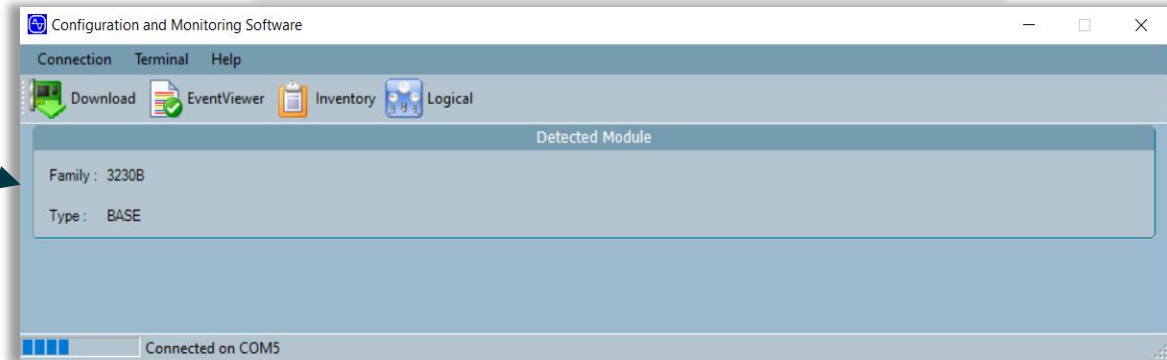 Configuration and Monitoring Software
Connection Terminal Help
Download EventViewer Inventory Logical
Detected Module
Family : 3230B
Type : BASE
Connected on COM5